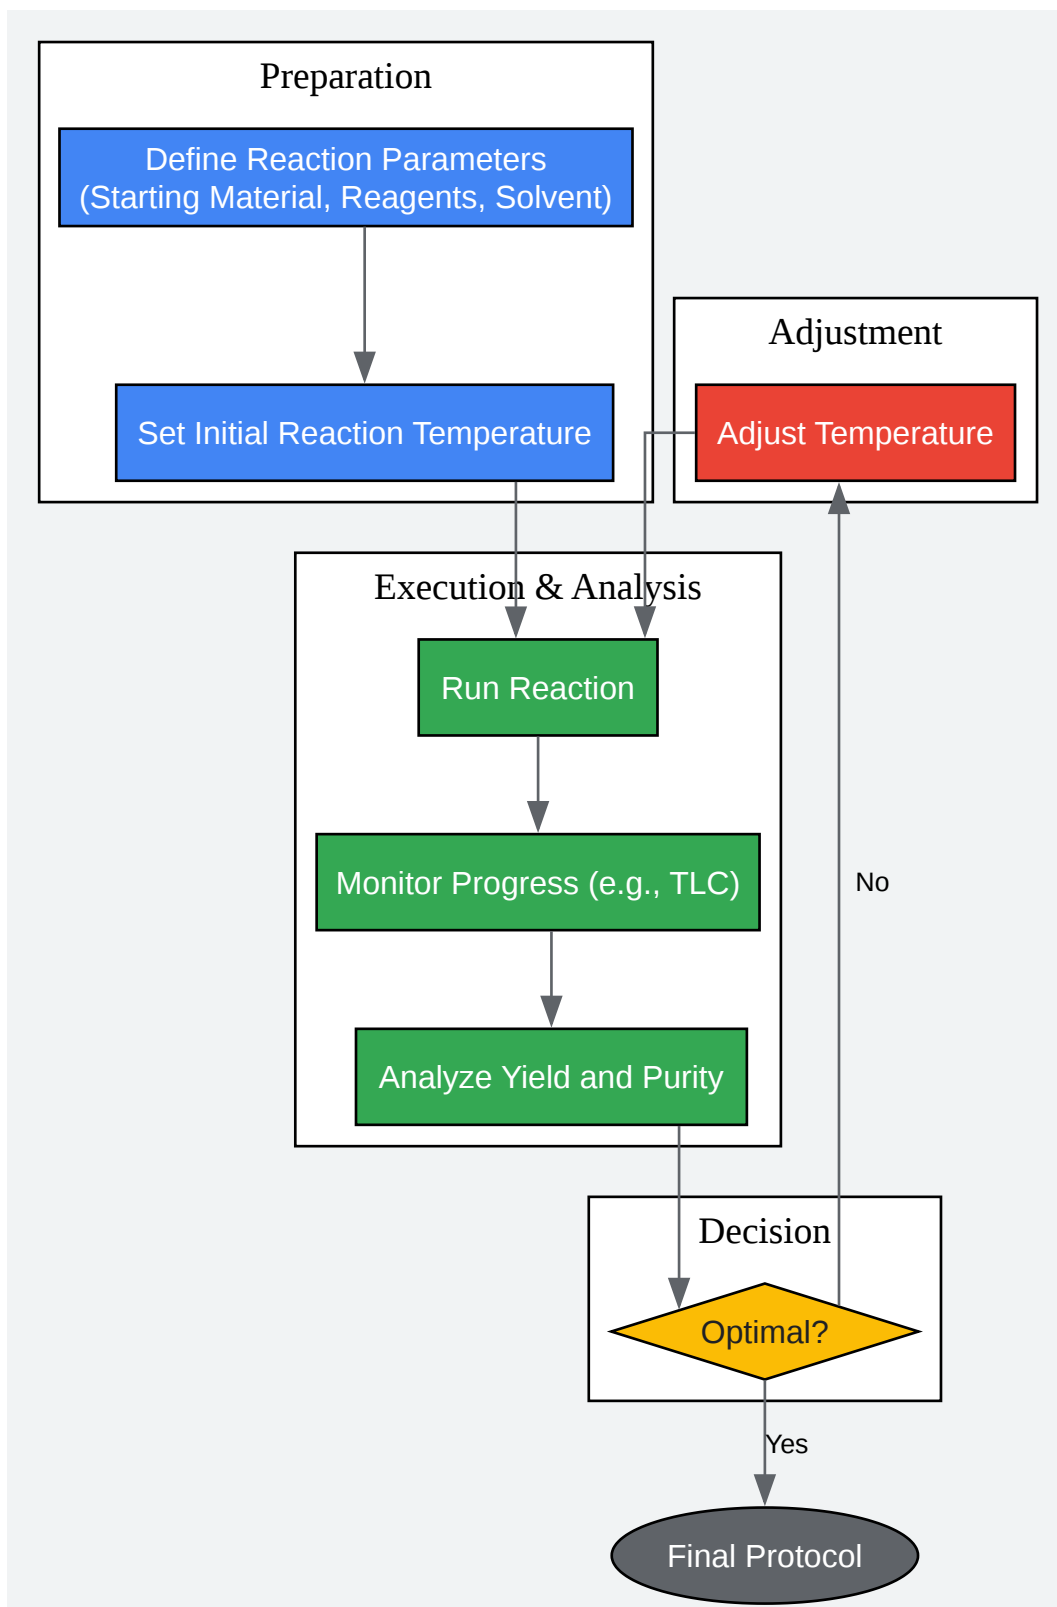 Preparation
Define Reaction Parameters
(Starting Material, Reagents, Solvent)
Set Initial Reaction Temperature
Adjustment
Adjust Temperature
Execution & Analysis
Run Reaction
Monitor Progress (e.g., TLC)
Analyze Yield and Purity
No
Decision
Optimal?
Yes
Final Protocol